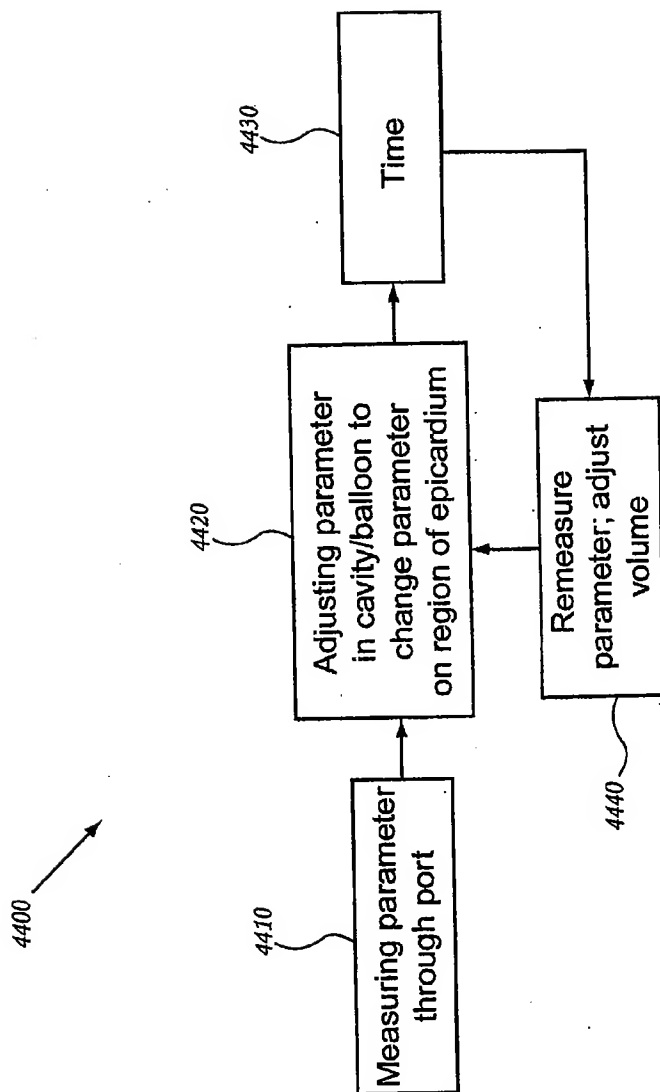 4400
4410
Measuring parameter
through port
4420
Adjusting parameter
in cavity/balloon to
change parameter
on region of epicardium
4430
Time
Remeasure
parameter; adjust
volume
4440